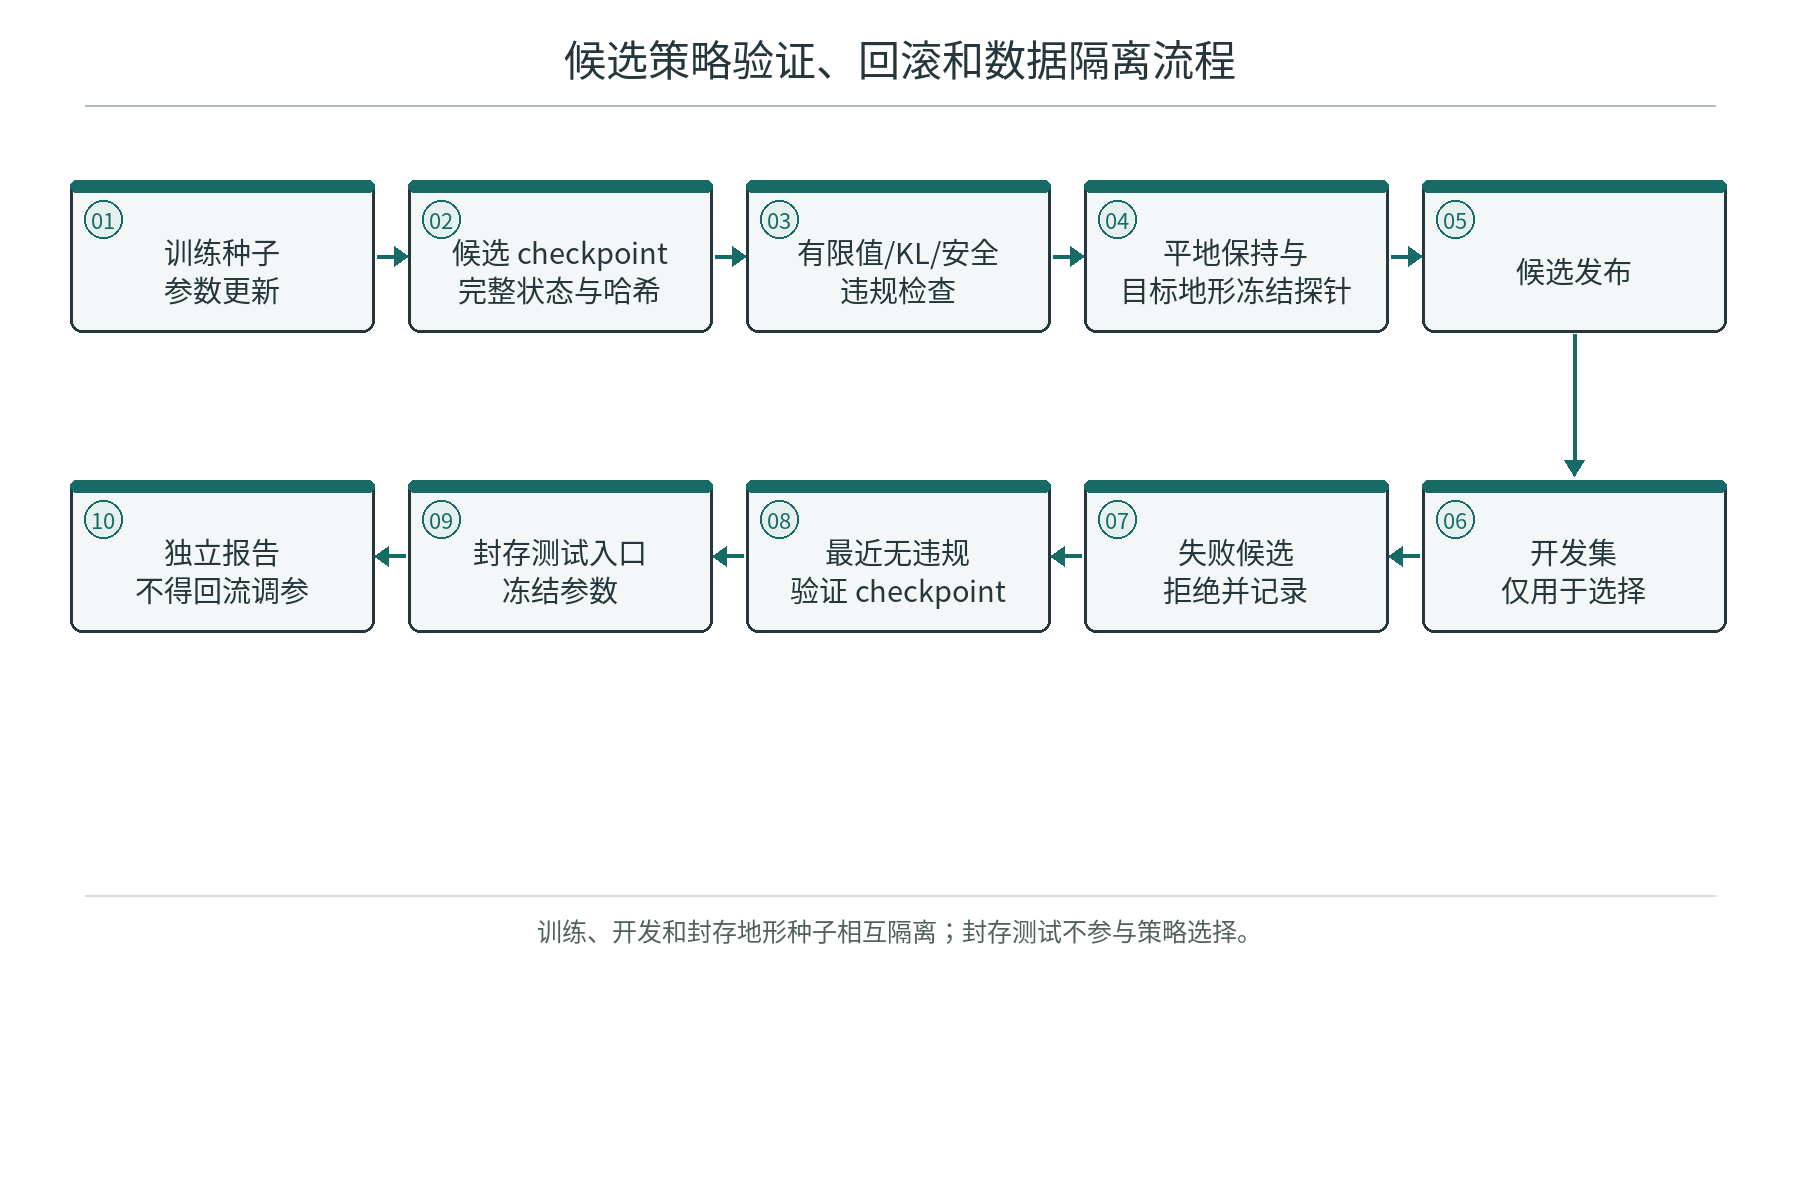 候选策略验证、回滚和数据隔离流程
01
训练种子
参数更新
02
候选 checkpoint
完整状态与哈希
03
有限值/KL/安全
违规检查
04
平地保持与
目标地形冻结探针
05
候选发布
10
独立报告
不得回流调参
09
封存测试入口
冻结参数
08
最近无违规
验证 checkpoint
07
失败候选
拒绝并记录
06
开发集
仅用于选择
训练、开发和封存地形种子相互隔离；封存测试不参与策略选择。